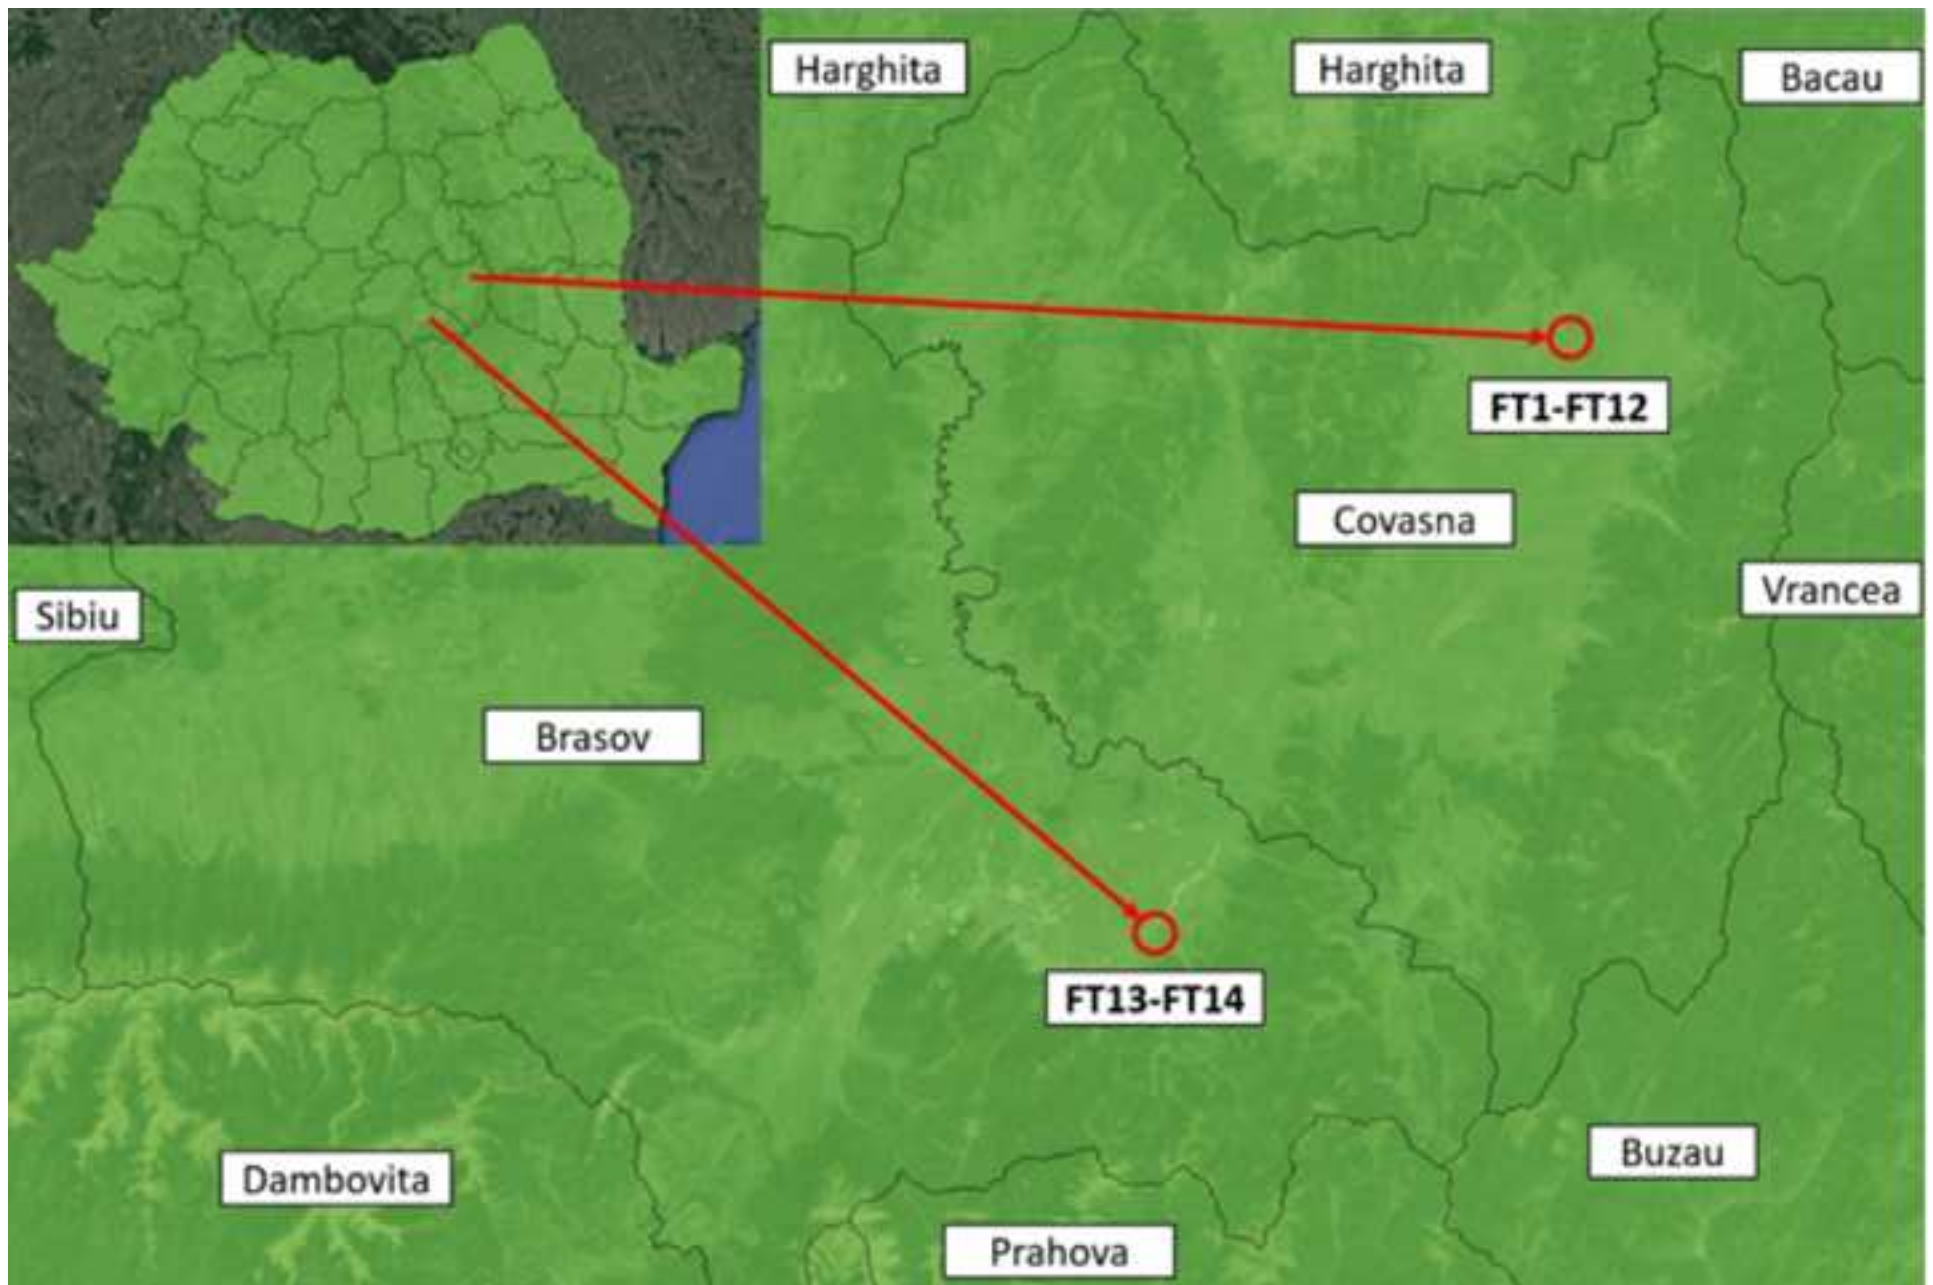 Harghita
Harghita
Bacau
FT1-FT12
Covasna
Vrancea
Sibiu
Brasov
FT13-FT14
Buzau
Dambovita
Prahova